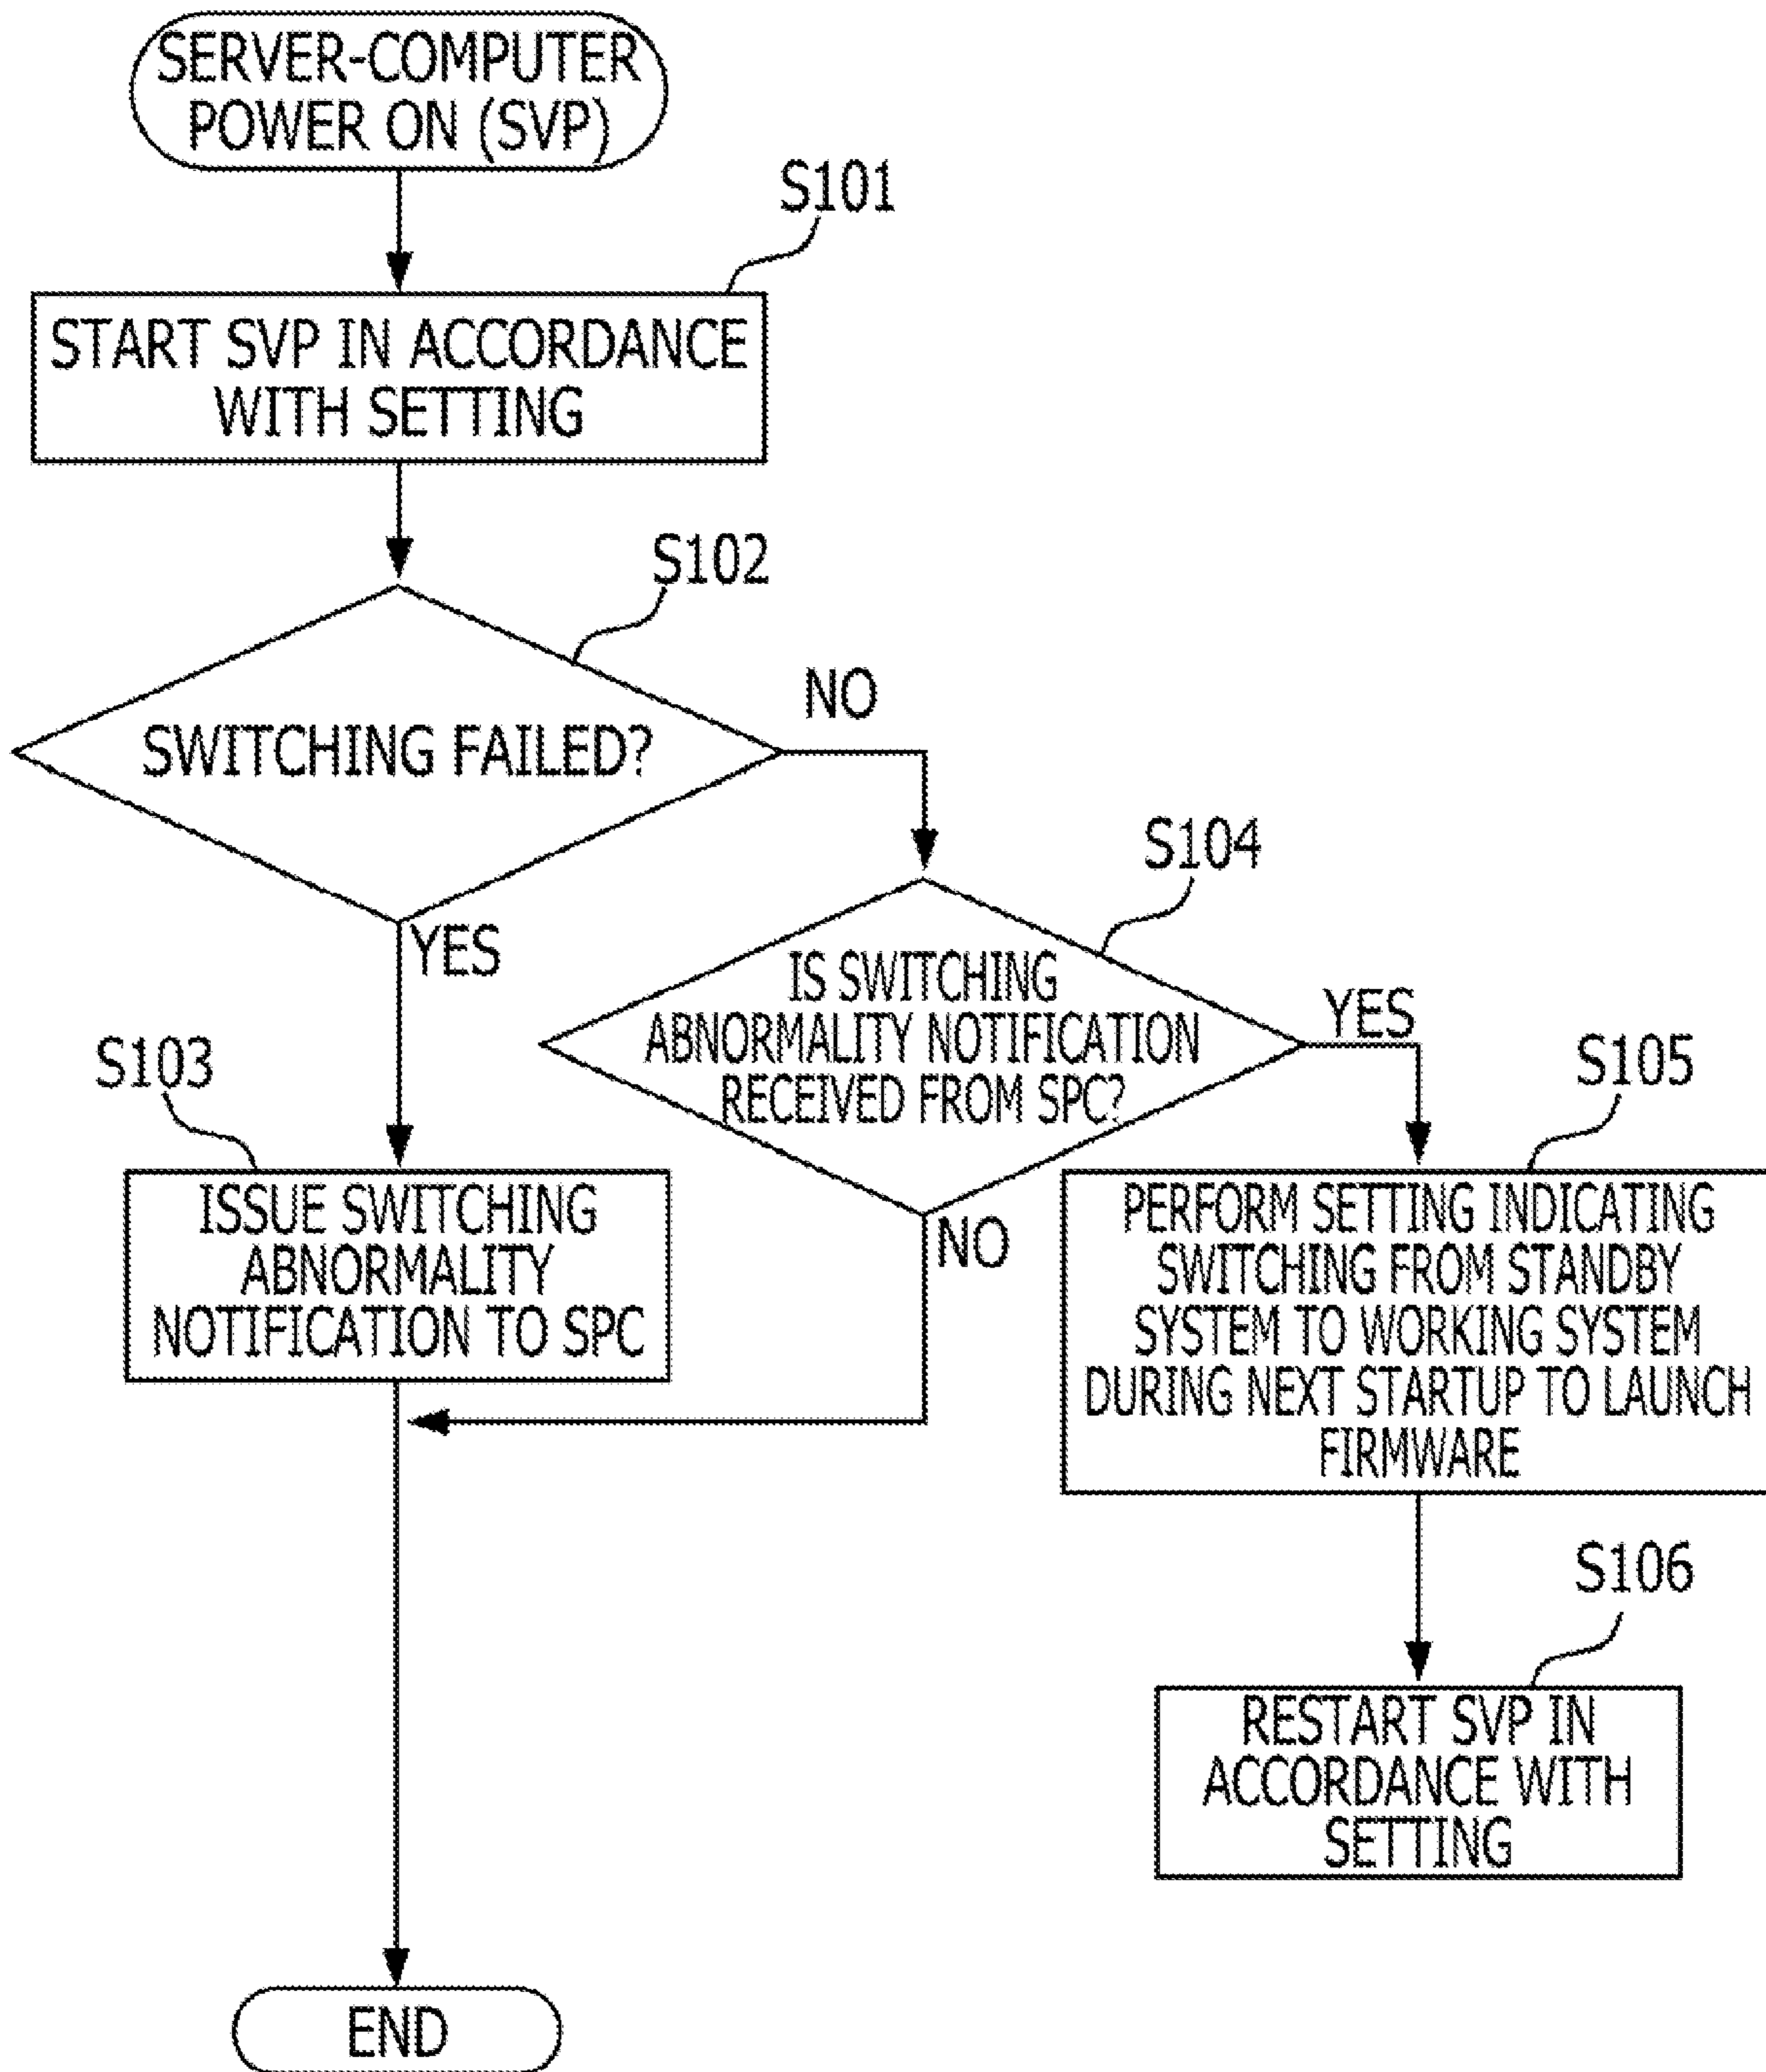 SERVER-COMPUTER
POWER ON (SVP)
S101
START SVP IN ACCORDANCE
WITH SETTING
S102
SWITCHING FAILED?
NO
YES
S104
IS SWITCHING
ABNORMALITY NOTIFICATION
RECEIVED FROM SPC?
YES
NO
S103
ISSUE SWITCHING
ABNORMALITY
NOTIFICATION TO SPC
S105
PERFORM SETTING INDICATING
SWITCHING FROM STANDBY
SYSTEM TO WORKING SYSTEM
DURING NEXT STARTUP TO LAUNCH
FIRMWARE
S106
RESTART SVP IN
ACCORDANCE WITH
SETTING
END